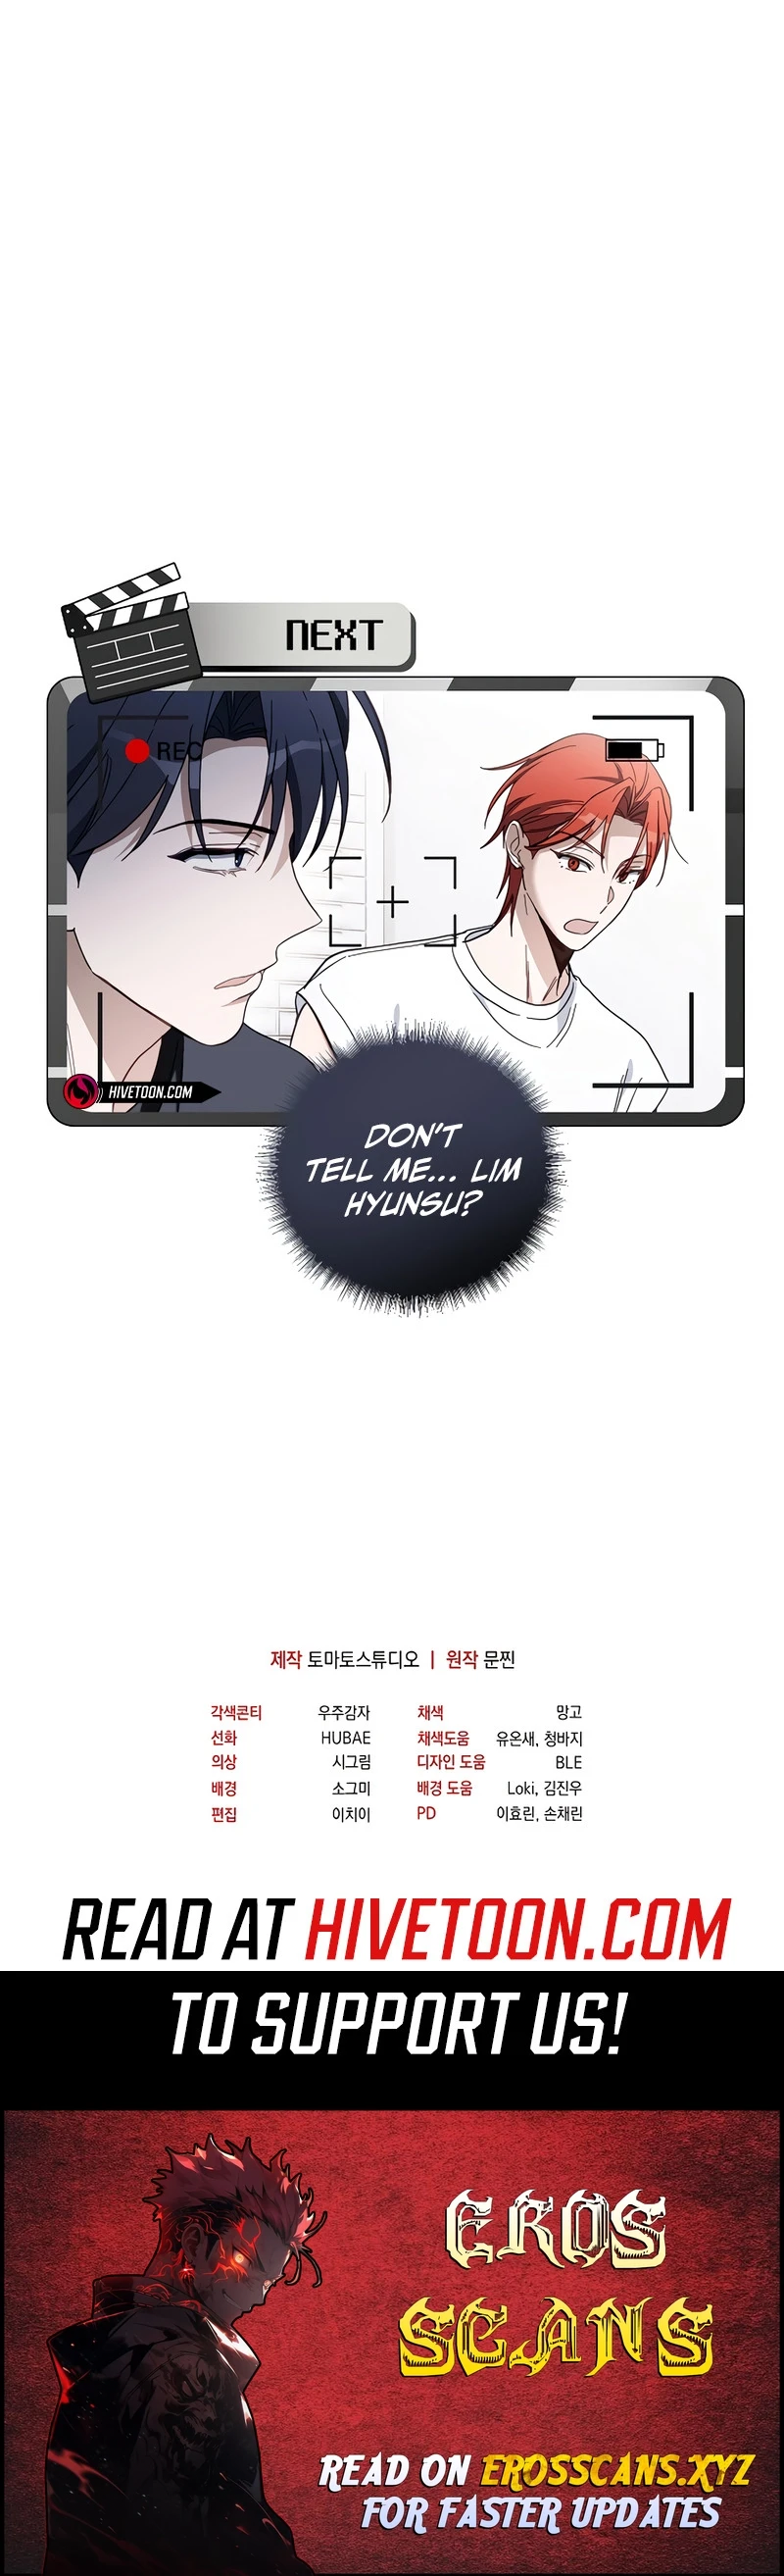 NEXT
REC
HIVETOON.COM
DON'T
TELL ME... LIM
HYUNSU?
제작 토마토스튜디오 | 원작 문찐
각색콘티 우주감자 채색 망고
선화 HUBAE 채색도움 유온새, 청바지
의상 시그림 디자인 도움 BLE
배경 소그미 배경 도움 Loki, 김진우
편집 이치이 PD 이효린, 손채린
READ AT HIVETOON.COM
TO SUPPORT US!
EROS
SCANS
READ ON EROSSCANS.XYZ
FOR FASTER UPDATES